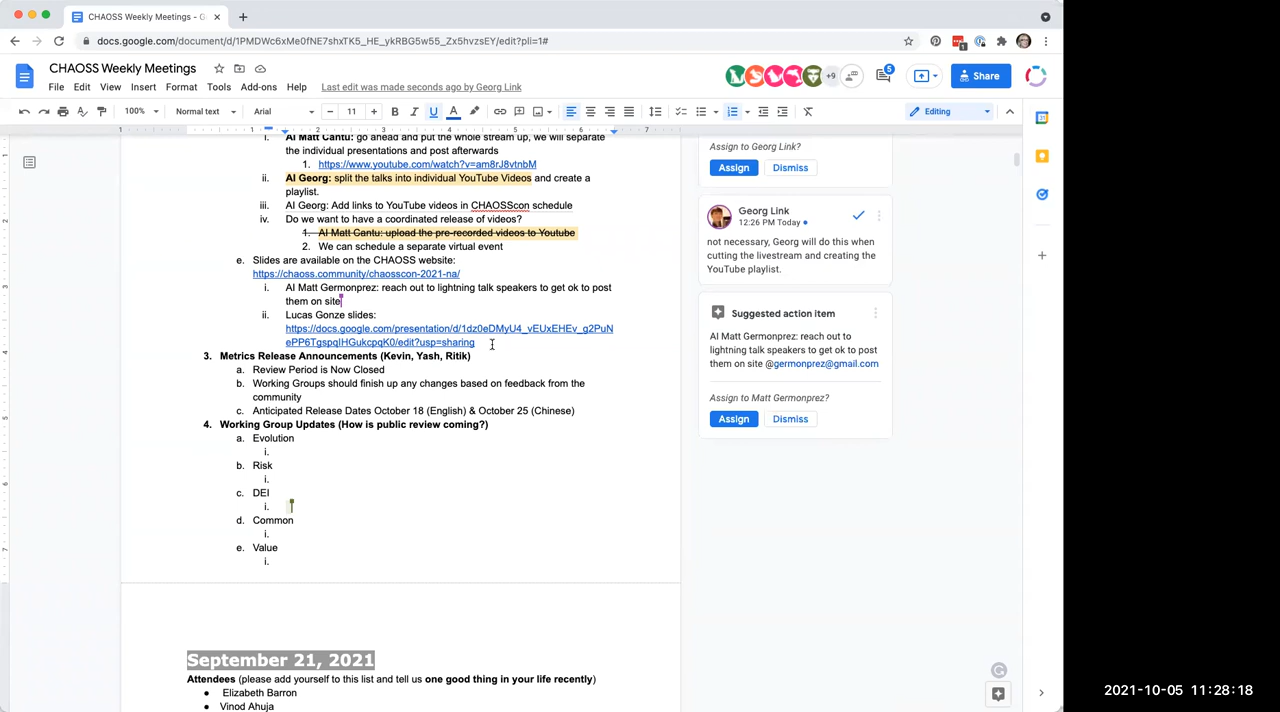 CHAOSS Weekly Meetings - G
docs.google.com/document/d/1PMDWc6xMe0fNE7shxTK5_HE_ykRBG5w55_Zx5hvzsEY/edit?pli=1#
CHAOSS Weekly Meetings
File Edit View Insert Format Tools Add-ons Help Last edit was made seconds ago by Georg Link
+9
5
Share
100% Normal text Arial 11 Editing
i. AI Matt Cantu: go ahead and put the whole stream up, we will separate
the individual presentations and post afterwards
1. https://www.youtube.com/watch?v=am8rJ8vtnbM
ii. AI Georg: split the talks into individual YouTube Videos and create a
playlist.
iii. AI Georg: Add links to YouTube videos in CHAOSScon schedule
iv. Do we want to have a coordinated release of videos?
1. AI Matt Cantu: upload the pre-recorded videos to Youtube
2. We can schedule a separate virtual event
e. Slides are available on the CHAOSS website:
https://chaoss.community/chaosscon-2021-na/
i. AI Matt Germonprez: reach out to lightning talk speakers to get ok to post
them on site
ii. Lucas Gonze slides:
https://docs.google.com/presentation/d/1dz0eDMyU4_vEUxEHEv_g2PuN
ePP6TgspqIHGukcpqK0/edit?usp=sharing
3. Metrics Release Announcements (Kevin, Yash, Ritik)
a. Review Period is Now Closed
b. Working Groups should finish up any changes based on feedback from the
community
c. Anticipated Release Dates October 18 (English) & October 25 (Chinese)
4. Working Group Updates (How is public review coming?)
a. Evolution
i.
b. Risk
i.
c. DEI
i.
d. Common
i.
e. Value
i.
September 21, 2021
Attendees (please add yourself to this list and tell us one good thing in your life recently)
● Elizabeth Barron
● Vinod Ahuja
Assign to Georg Link?
Assign Dismiss
Georg Link
12:26 PM Today
not necessary, Georg will do this when
cutting the livestream and creating the
YouTube playlist.
Suggested action item
AI Matt Germonprez: reach out to
lightning talk speakers to get ok to post
them on site @germonprez@gmail.com
Assign to Matt Germonprez?
Assign Dismiss
2021-10-05 11:28:18